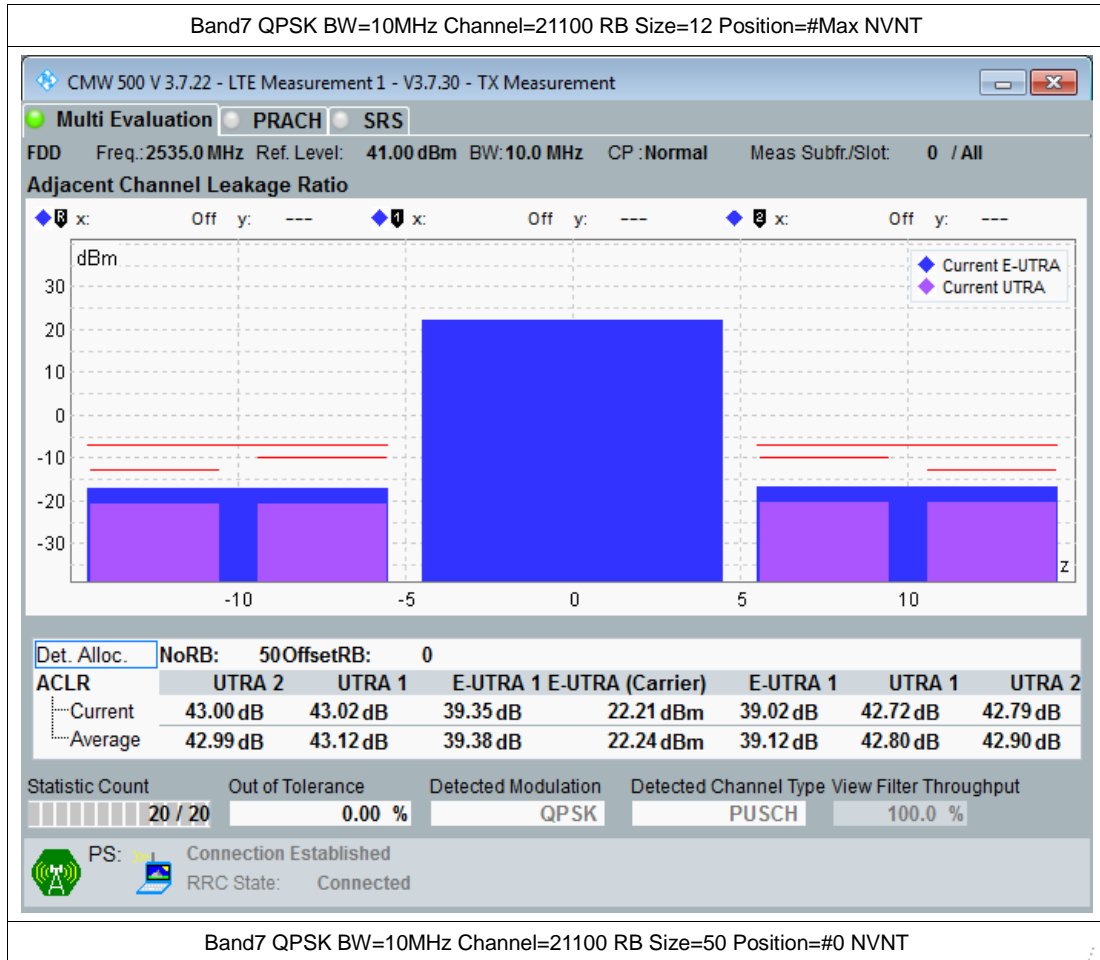 Band7 QPSK BW=10MHz Channel=21100 RB Size=12 Position=#Max NVNT
CMW 500 V 3.7.22 - LTE Measurement 1 - V3.7.30 - TX Measurement
Multi Evaluation PRACH SRS
FDD Freq.:2535.0 MHz Ref. Level: 41.00 dBm BW:10.0 MHz CP :Normal Meas Subfr./Slot: 0 / All
Adjacent Channel Leakage Ratio
R x: Off y: --- 1 x: Off y: --- 2 x: Off y: ---
dBm
Current E-UTRA
Current UTRA
30
20
10
0
-10
-20
-30
z
-10 -5 0 5 10
Det. Alloc. NoRB: 50 OffsetRB: 0
ACLR UTRA 2 UTRA 1 E-UTRA 1 E-UTRA (Carrier) E-UTRA 1 UTRA 1 UTRA 2
Current 43.00 dB 43.02 dB 39.35 dB 22.21 dBm 39.02 dB 42.72 dB 42.79 dB
Average 42.99 dB 43.12 dB 39.38 dB 22.24 dBm 39.12 dB 42.80 dB 42.90 dB
Statistic Count Out of Tolerance Detected Modulation Detected Channel Type View Filter Throughput
20 / 20 0.00 % QPSK PUSCH 100.0 %
PS: Connection Established
RRC State: Connected
Band7 QPSK BW=10MHz Channel=21100 RB Size=50 Position=#0 NVNT